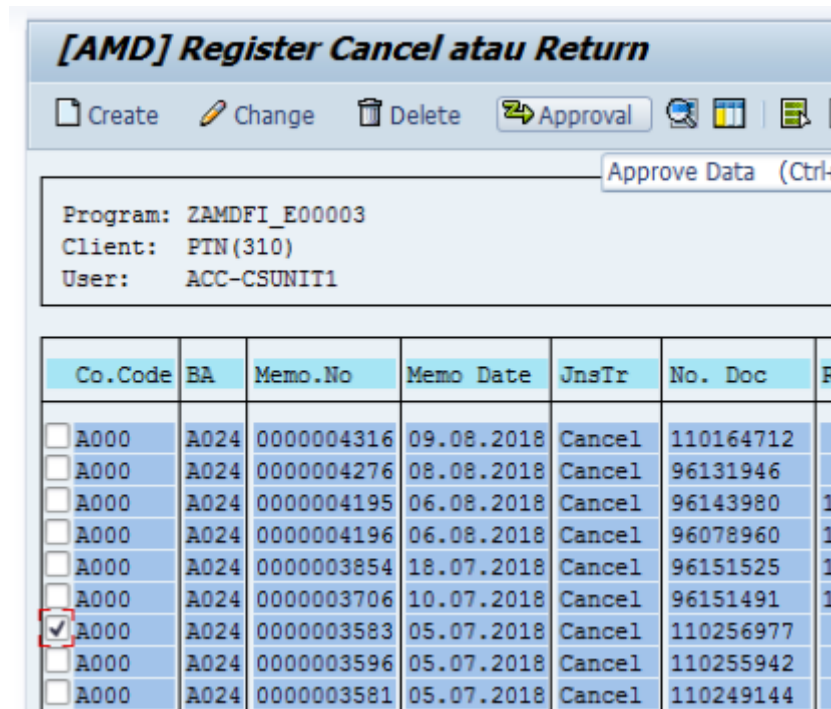 [AMD] Register Cancel atau Return
Create Change Delete Approval
Approve Data (Ctrl-
Program: ZAMDFI_E00003
Client: PTN(310)
User: ACC-CSUNIT1
Co.Code BA Memo.No Memo Date JnsTr No. Doc
A000 A024 0000004316 09.08.2018 Cancel 110164712
A000 A024 0000004276 08.08.2018 Cancel 96131946
A000 A024 0000004195 06.08.2018 Cancel 96143980 1
A000 A024 0000004196 06.08.2018 Cancel 96078960 1
A000 A024 0000003854 18.07.2018 Cancel 96151525 1
A000 A024 0000003706 10.07.2018 Cancel 96151491 1
A000 A024 0000003583 05.07.2018 Cancel 110256977
A000 A024 0000003596 05.07.2018 Cancel 110255942
A000 A024 0000003581 05.07.2018 Cancel 110249144